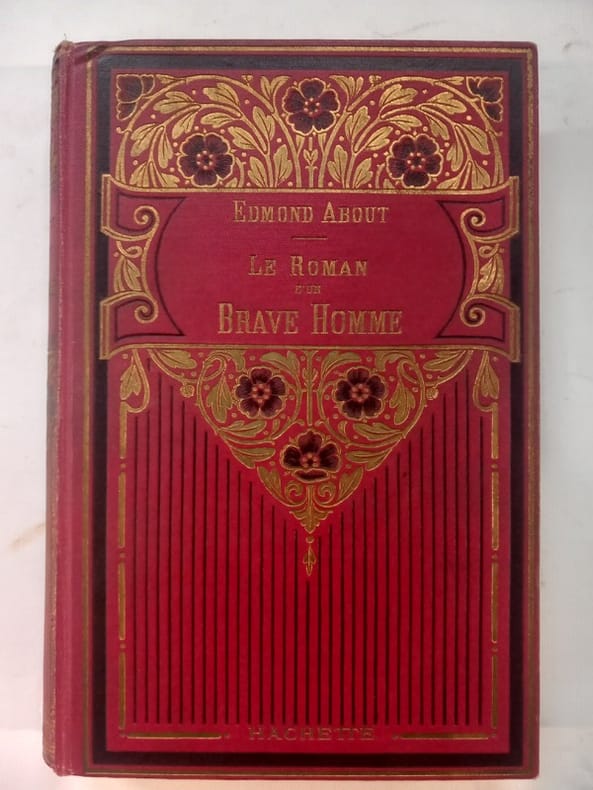 EDMOND ABOUT
LE ROMAN
D'UN
BRAVE HOMME
HACHETTE